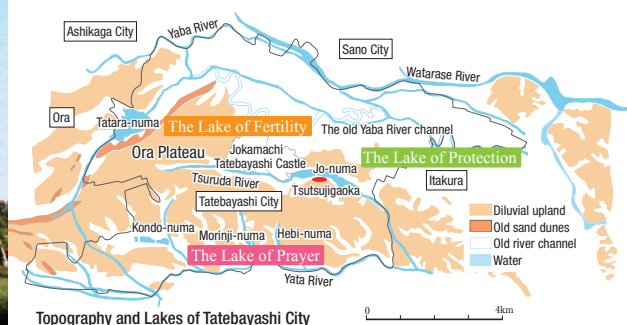 Ashikaga City
Yaba River
Sano City
Watarase River
Ora
Tatara-numa
The Lake of Fertility
The old Yaba River channel
Ora Plateau
Jokamachi
Tatebayashi Castle
Jo-numa
The Lake of Protection
Tsuruda River
Tsutsujigaoka
Itakura
Tatebayashi City
Kondo-numa
Morinji-numa
Hebi-numa
The Lake of Prayer
Yata River
Diluvial upland
Old sand dunes
Old river channel
Water
Topography and Lakes of Tatebayashi City
0
4km